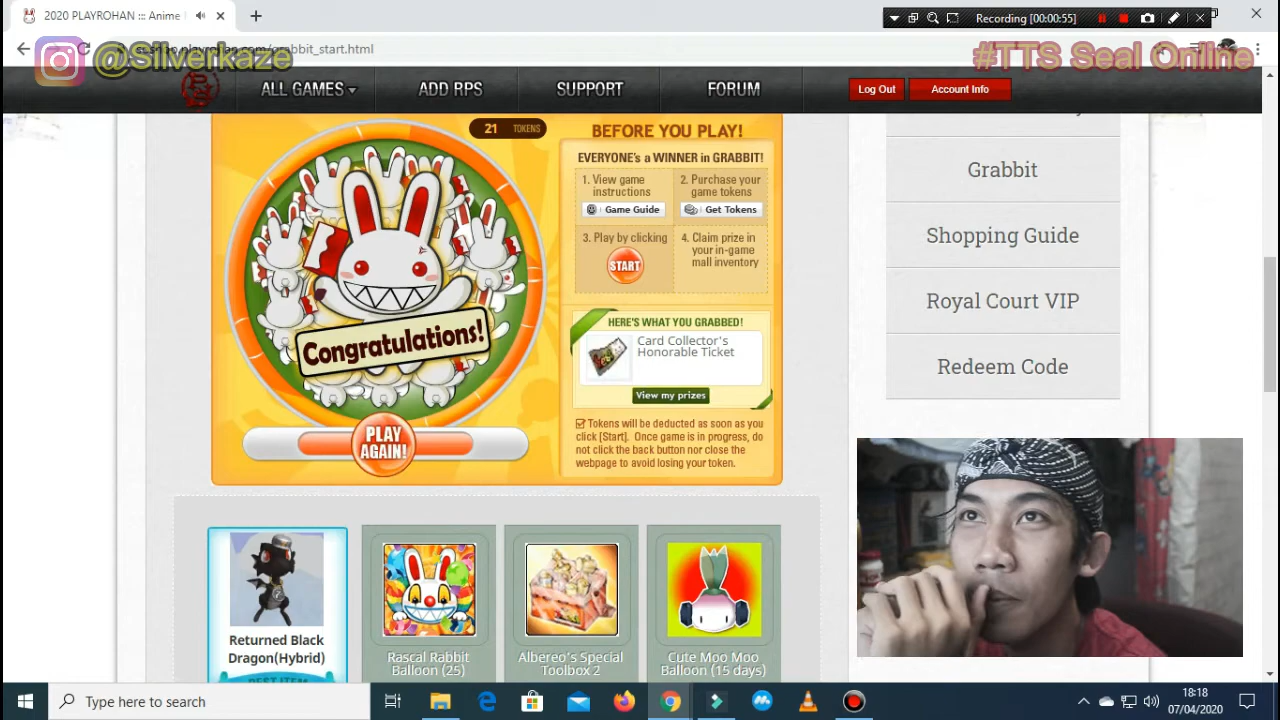 2020 PLAYROHAN ::: Anime
Recording [00:00:55]
playrohan.com/grabbit_start.html
@Silverkaze
#TTS Seal Online
ALL GAMES
ADD RPS
SUPPORT
FORUM
Log Out
Account Info
21 TOKENS
BEFORE YOU PLAY!
EVERYONE's a WINNER in GRABBIT!
1. View game
instructions
Game Guide
2. Purchase your
game tokens
Get Tokens
3. Play by clicking
START
4. Claim prize in
your in-game
mall inventory
HERE'S WHAT YOU GRABBED!
Card Collector's
Honorable Ticket
View my prizes
Tokens will be deducted as soon as you
click [Start]. Once game is in progress, do
not click the back button nor close the
webpage to avoid losing your token.
Congratulations!
PLAY
AGAIN!
Grabbit
Shopping Guide
Royal Court VIP
Redeem Code
Returned Black
Dragon(Hybrid)
BEST ITEM
Rascal Rabbit
Balloon (25)
Albereo's Special
Toolbox 2
Cute Moo Moo
Balloon (15 days)
Type here to search
18:18
07/04/2020